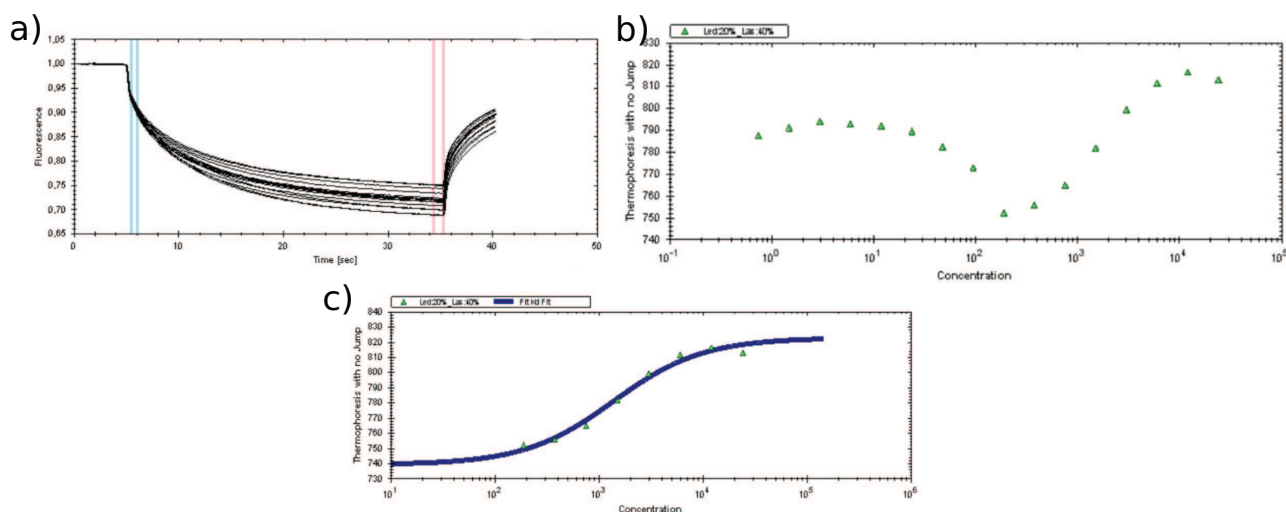 a)
1,05
1,00
0,95
0,90
0,85
0,80
0,75
0,70
0,65
Fluorescence
0 10 20 30 40 50
Time [sec]
b)
Led:20%_Las:40%
830
820
810
800
790
780
770
760
750
740
Thermophoresis with no Jump
10⁻¹ 10⁰ 10¹ 10² 10³ 10⁴ 10⁵
Concentration
c)
Led:20%_Las:40% Fit Kd Fit
840
830
820
810
800
790
780
770
760
750
740
730
Thermophoresis with no Jump
10¹ 10² 10³ 10⁴ 10⁵ 10⁶
Concentration